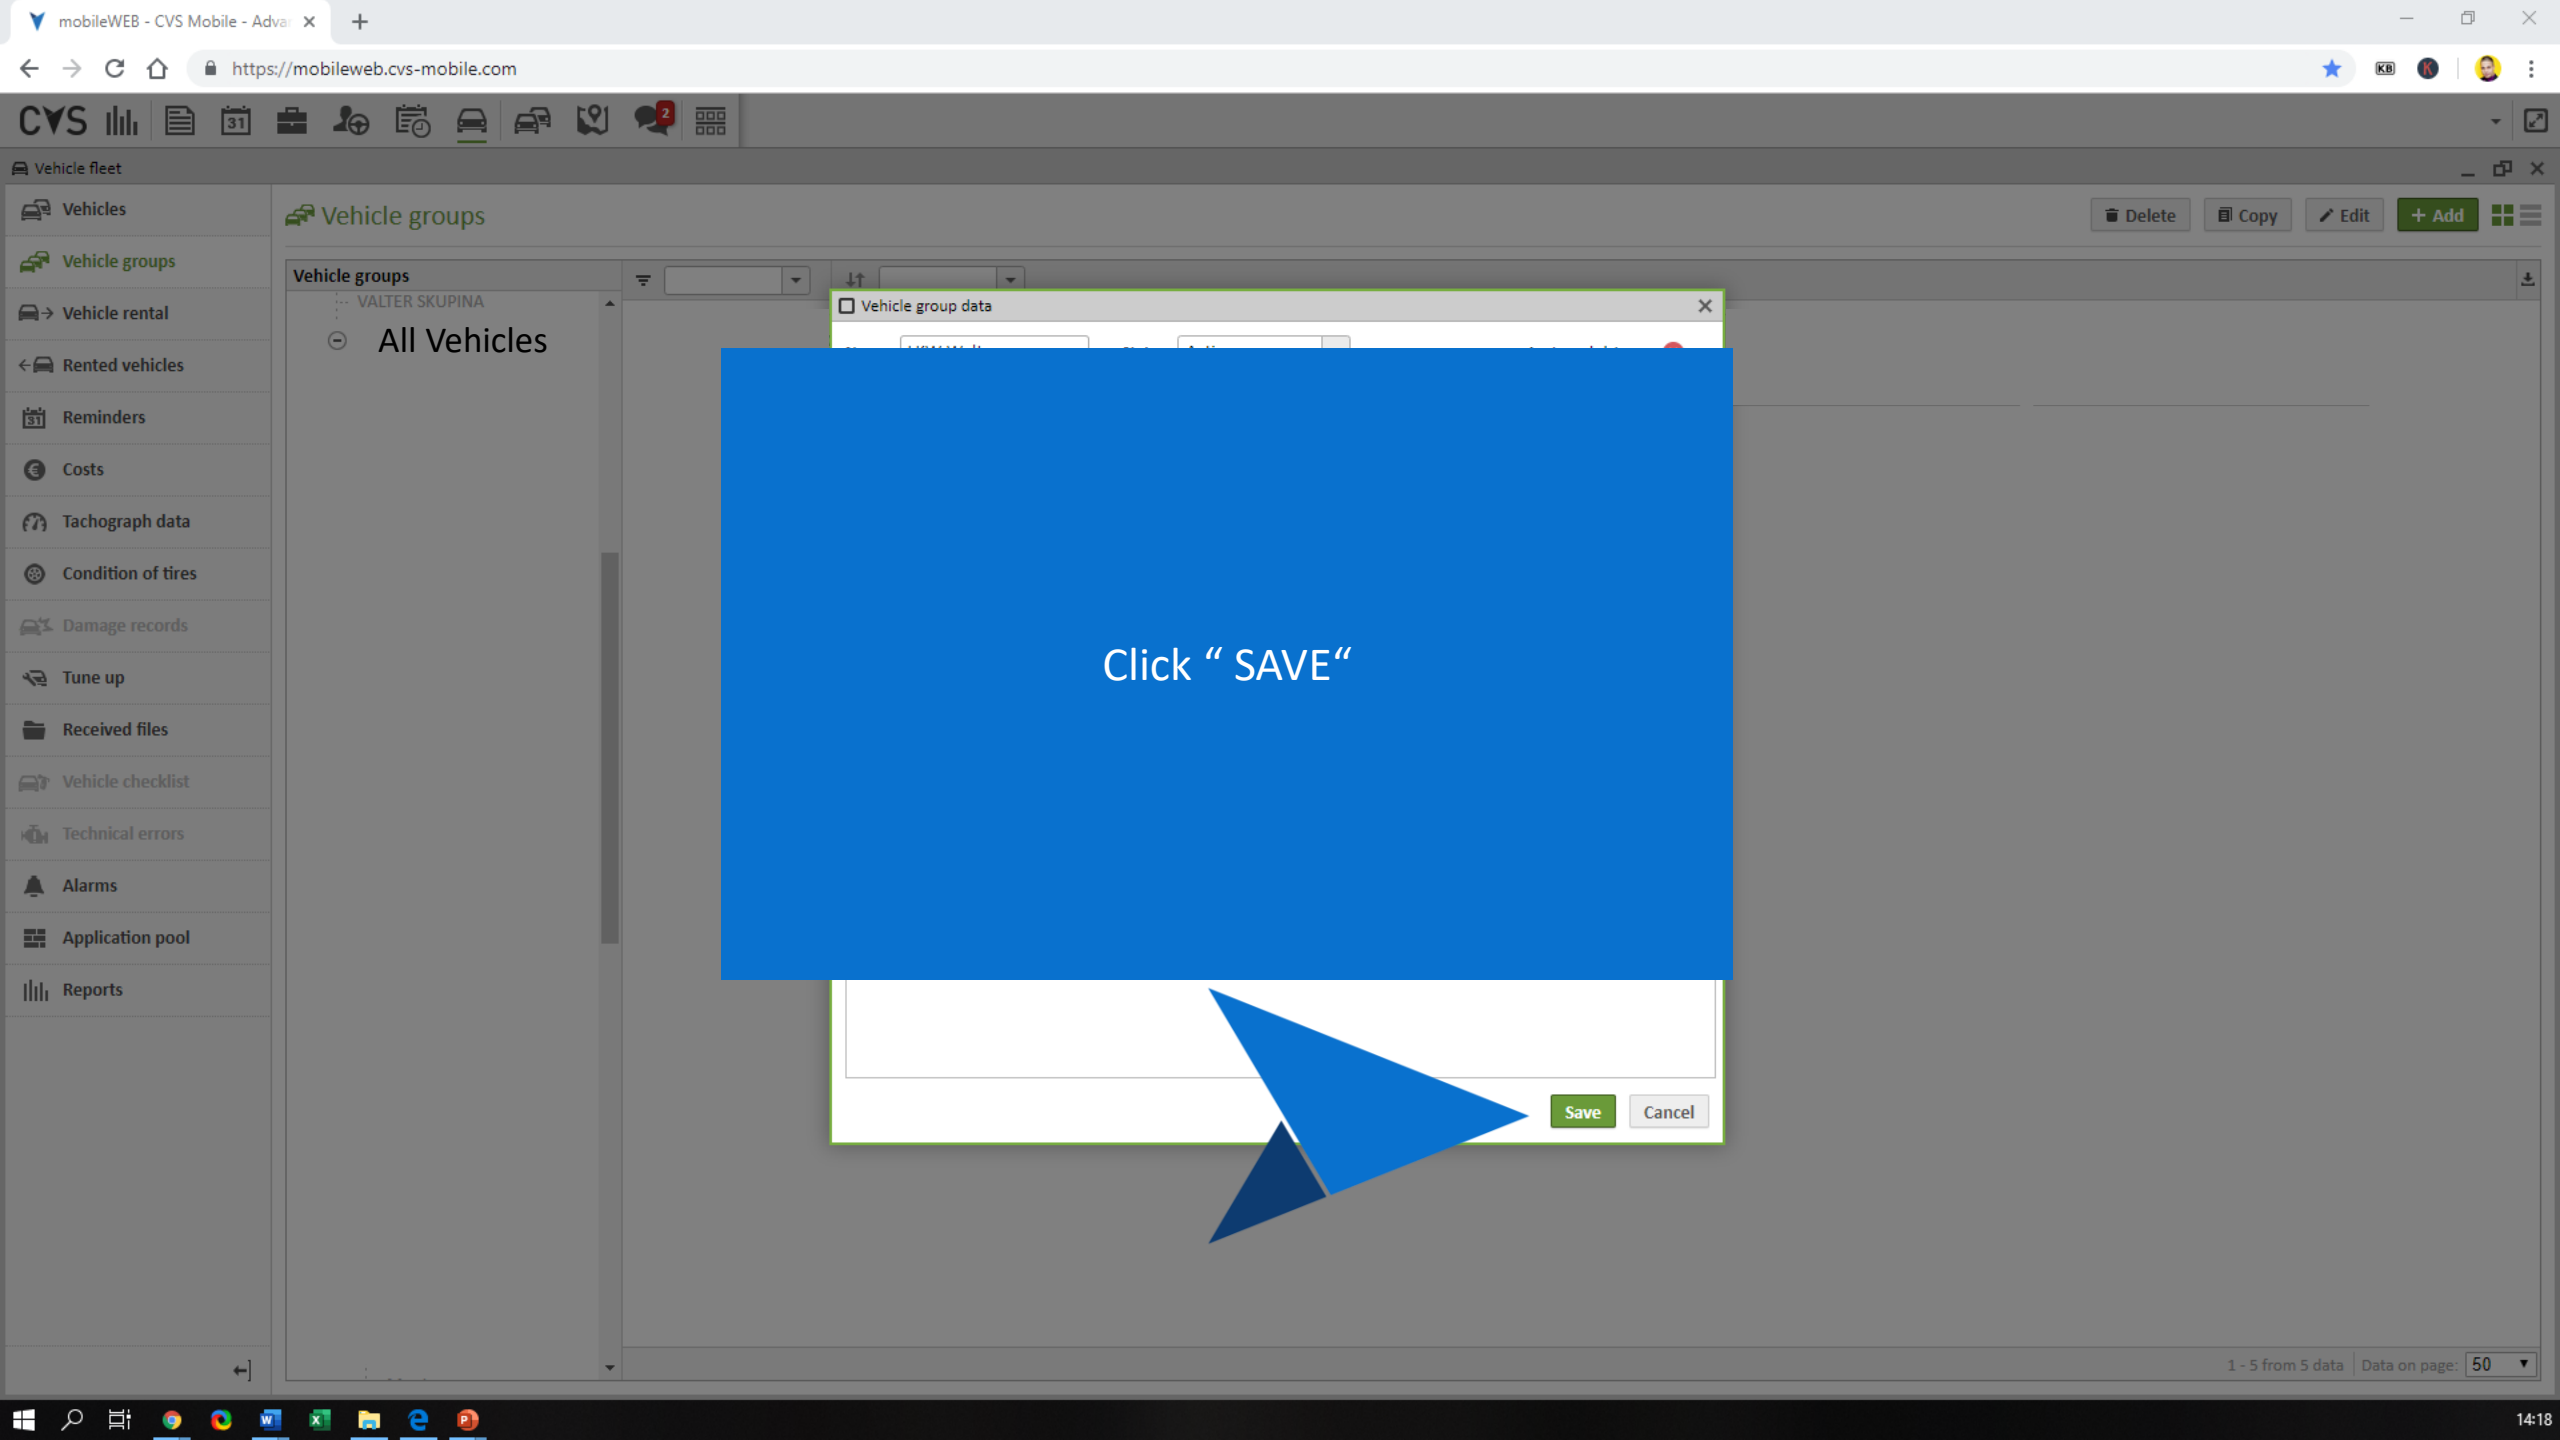 mobileWEB - CVS Mobile - Adva
https://mobileweb.cvs-mobile.com
KB
K
CVS
31
2
Vehicle fleet
Vehicles
Vehicle groups
Vehicle rental
Rented vehicles
31
Reminders
Costs
Tachograph data
Condition of tires
Damage records
Tune up
Received files
Vehicle checklist
Technical errors
Alarms
Application pool
Reports
Vehicle groups
Delete
Copy
Edit
+ Add
Vehicle groups
VALTER SKUPINA
All Vehicles
Vehicle group data
Click “ SAVE“
Save
Cancel
1 - 5 from 5 data
Data on page: 50
14:18